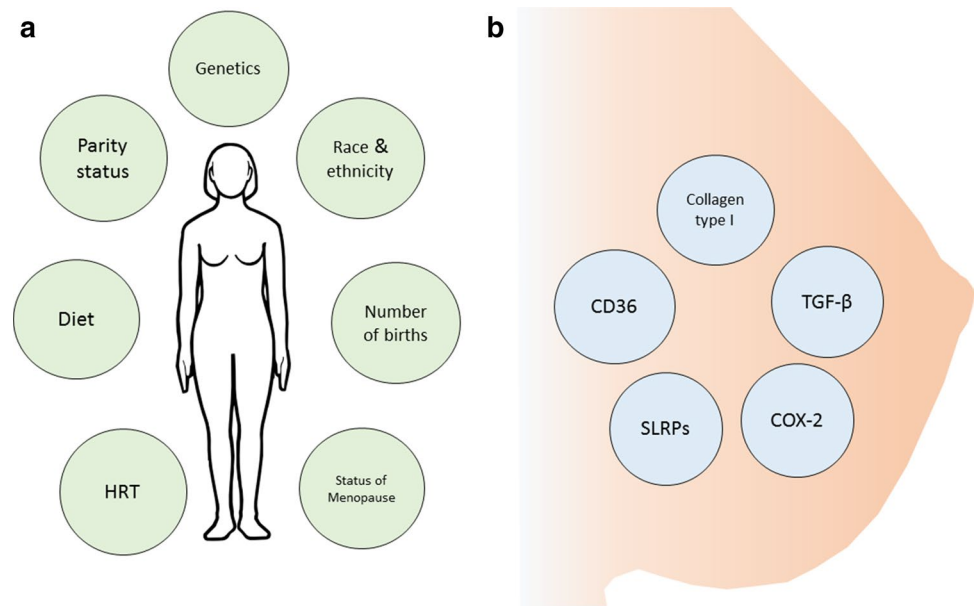 a
Genetics
Parity
status
Race &
ethnicity
Diet
Number
of births
HRT
Status of
Menopause
b
Collagen
type I
CD36
TGF-β
SLRPs
COX-2